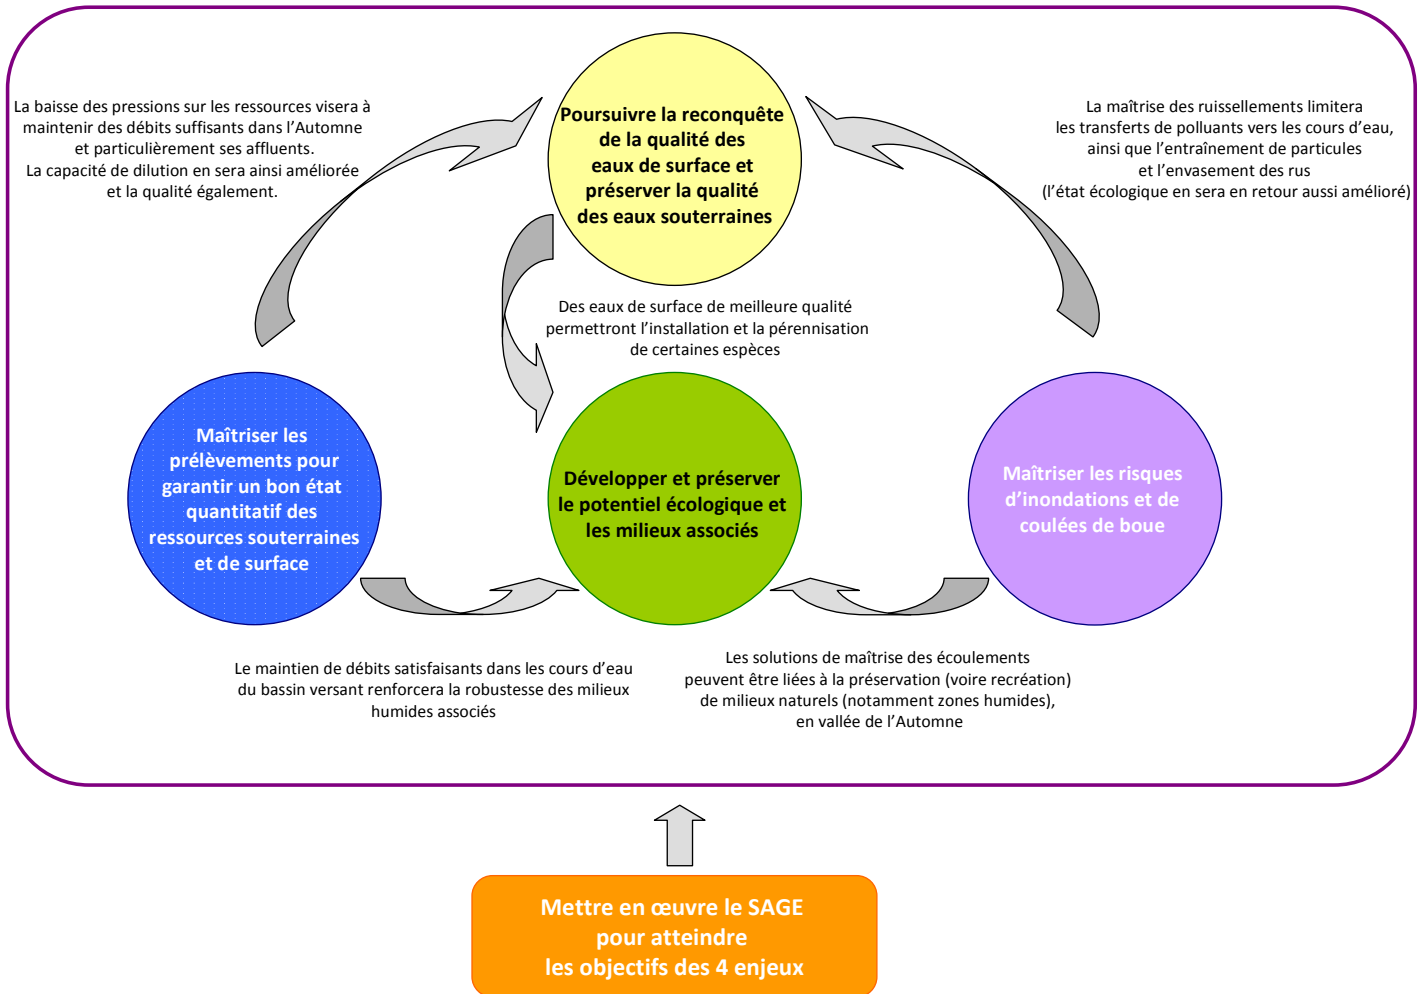 La baisse des pressions sur les ressources visera à
maintenir des débits suffisants dans l’Automne
et particulièrement ses affluents.
La capacité de dilution en sera ainsi améliorée
et la qualité également.
Poursuivre la reconquête
de la qualité des
eaux de surface et
préserver la qualité
des eaux souterraines
La maîtrise des ruissellements limitera
les transferts de polluants vers les cours d’eau,
ainsi que l’entraînement de particules
et l’envasement des rus
(l’état écologique en sera en retour aussi amélioré)
Des eaux de surface de meilleure qualité
permettront l’installation et la pérennisation
de certaines espèces
Maîtriser les
prélèvements pour
garantir un bon état
quantitatif des
ressources souterraines
et de surface
Développer et préserver
le potentiel écologique et
les milieux associés
Maîtriser les risques
d’inondations et de
coulées de boue
Le maintien de débits satisfaisants dans les cours d’eau
du bassin versant renforcera la robustesse des milieux
humides associés
Les solutions de maîtrise des écoulements
peuvent être liées à la préservation (voire recréation)
de milieux naturels (notamment zones humides),
en vallée de l’Automne
Mettre en œuvre le SAGE
pour atteindre
les objectifs des 4 enjeux